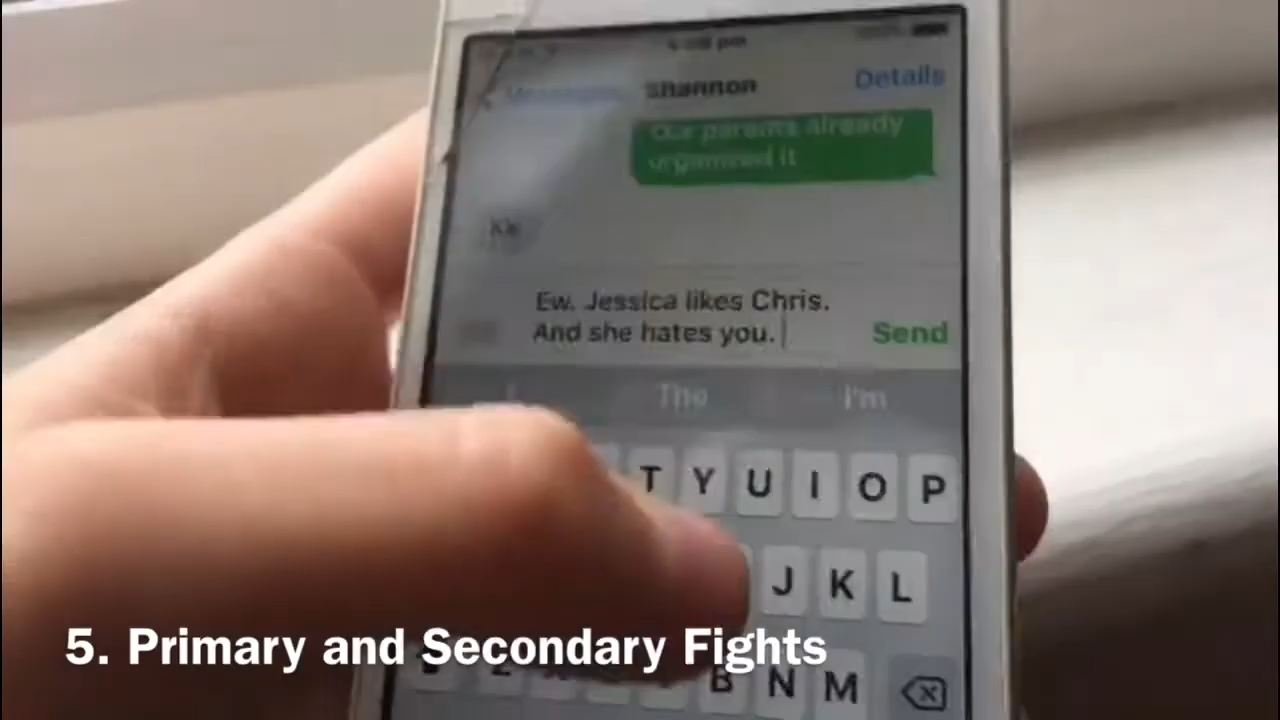 Shannon
Details
Our parents already
organised it
Kk
Ew. Jessica likes Chris.
And she hates you.
Send
The
I'm
T Y U I O P
J K L
B N M
5. Primary and Secondary Fights